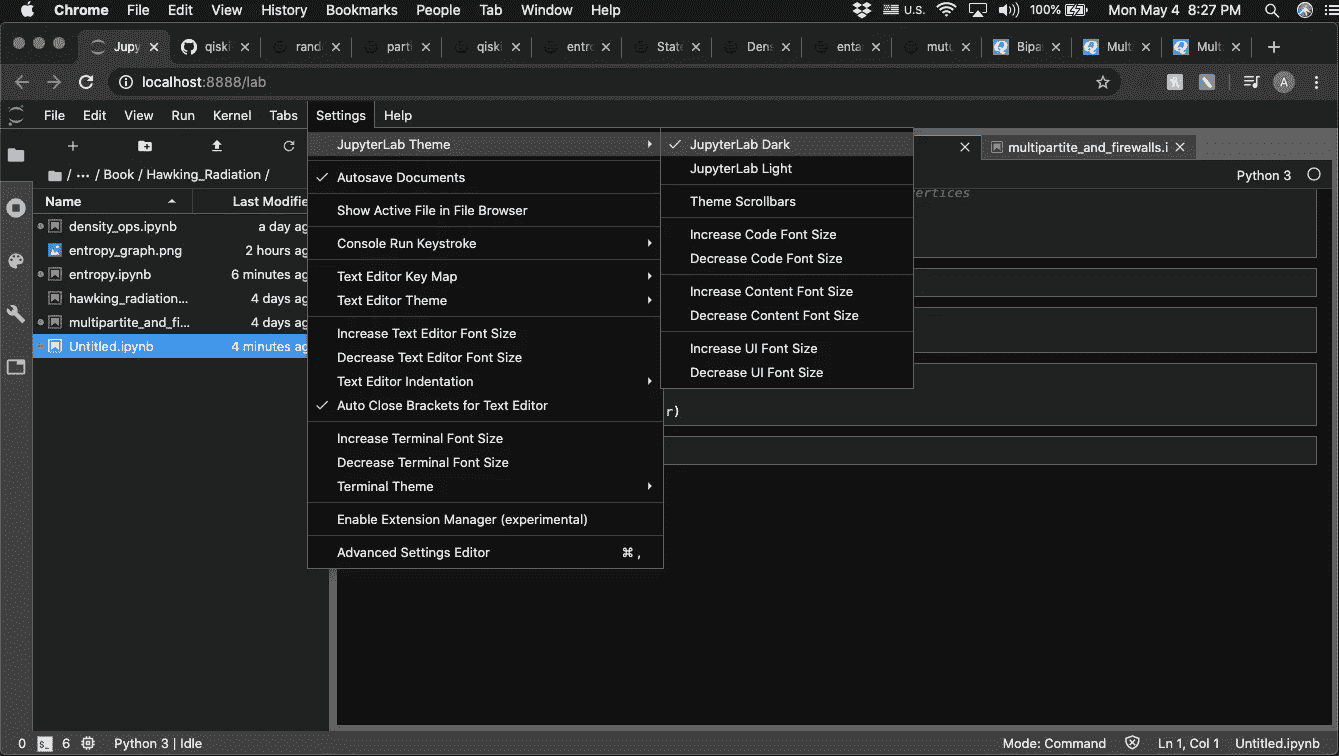 Chrome File Edit View History Bookmarks People Tab Window Help U.S. 100% Mon May 4 8:27 PM
Jupy qiski rand parti qiski entro State Dens enta mutu Bipa Mult Mult
localhost:8888/lab A
File Edit View Run Kernel Tabs Settings Help
JupyterLab Theme
Autosave Documents
Show Active File in File Browser
Console Run Keystroke
Text Editor Key Map
Text Editor Theme
Increase Text Editor Font Size
Decrease Text Editor Font Size
Text Editor Indentation
Auto Close Brackets for Text Editor
Increase Terminal Font Size
Decrease Terminal Font Size
Terminal Theme
Enable Extension Manager (experimental)
Advanced Settings Editor ⌘ ,
JupyterLab Dark
JupyterLab Light
Theme Scrollbars
Increase Code Font Size
Decrease Code Font Size
Increase Content Font Size
Decrease Content Font Size
Increase UI Font Size
Decrease UI Font Size
multipartite_and_firewalls.i
Python 3
/ ··· / Book / Hawking_Radiation /
Name Last Modifie
density_ops.ipynb a day ag
entropy_graph.png 2 hours ag
entropy.ipynb 6 minutes ag
hawking_radiation... 4 days ag
multipartite_and_fi... 4 days ag
Untitled.ipynb 4 minutes ag
ertices
r)
0 6 Python 3 | Idle Mode: Command Ln 1, Col 1 Untitled.ipynb